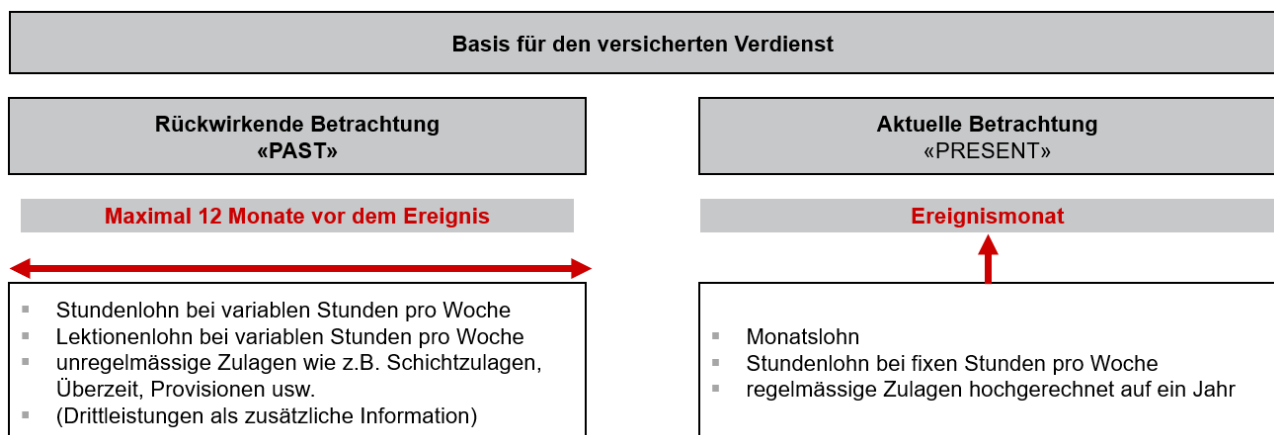 Basis für den versicherten Verdienst
Rückwirkende Betrachtung
«PAST»
Maximal 12 Monate vor dem Ereignis
▪ Stundenlohn bei variablen Stunden pro Woche
▪ Lektionenlohn bei variablen Stunden pro Woche
▪ unregelmässige Zulagen wie z.B. Schichtzulagen,
Überzeit, Provisionen usw.
▪ (Drittleistungen als zusätzliche Information)
Aktuelle Betrachtung
«PRESENT»
Ereignismonat
▪ Monatslohn
▪ Stundenlohn bei fixen Stunden pro Woche
▪ regelmässige Zulagen hochgerechnet auf ein Jahr